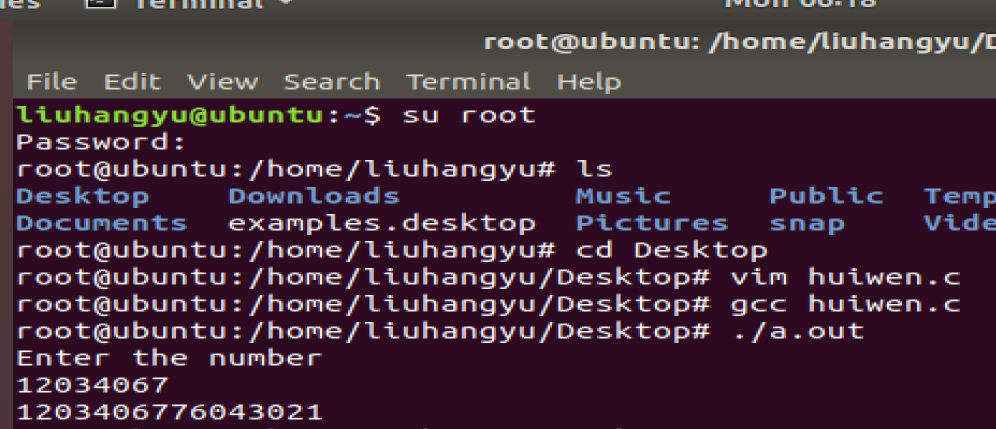 Terminal
Mon 06:18
root@ubuntu: /home/liuhangyu/
File Edit View Search Terminal Help
liuhangyu@ubuntu:~$ su root
Password:
root@ubuntu:/home/liuhangyu# ls
Desktop Downloads Music Public Temp
Documents examples.desktop Pictures snap Vide
root@ubuntu:/home/liuhangyu# cd Desktop
root@ubuntu:/home/liuhangyu/Desktop# vim huiwen.c
root@ubuntu:/home/liuhangyu/Desktop# gcc huiwen.c
root@ubuntu:/home/liuhangyu/Desktop# ./a.out
Enter the number
12034067
1203406776043021